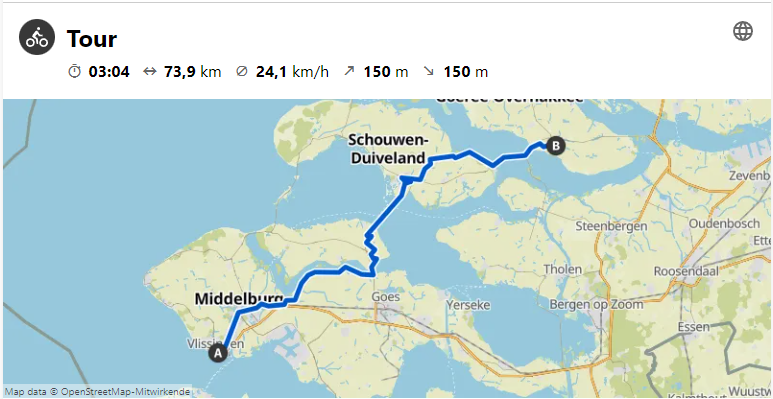 Tour
03:04 73,9 km 24,1 km/h 150 m 150 m
Goeree-Overflakkee
Schouwen-
Duiveland
B
Zevenb
Steenbergen
Oudenbosch
Ette
Tholen
Roosendaal
Middelburg
Goes
Yerseke
Bergen op Zoom
Essen
Vlissingen
A
Map data © OpenStreetMap-Mitwirkende
Kalmthout
Wuustw